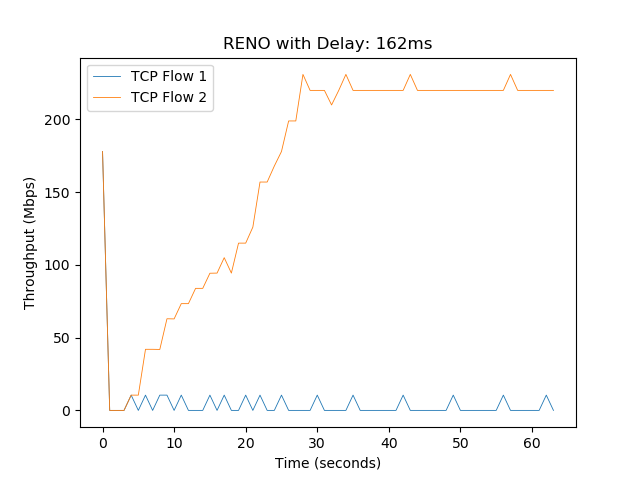 RENO with Delay: 162ms
TCP Flow 1
TCP Flow 2
Throughput (Mbps)
200
150
100
50
0
0 10 20 30 40 50 60
Time (seconds)